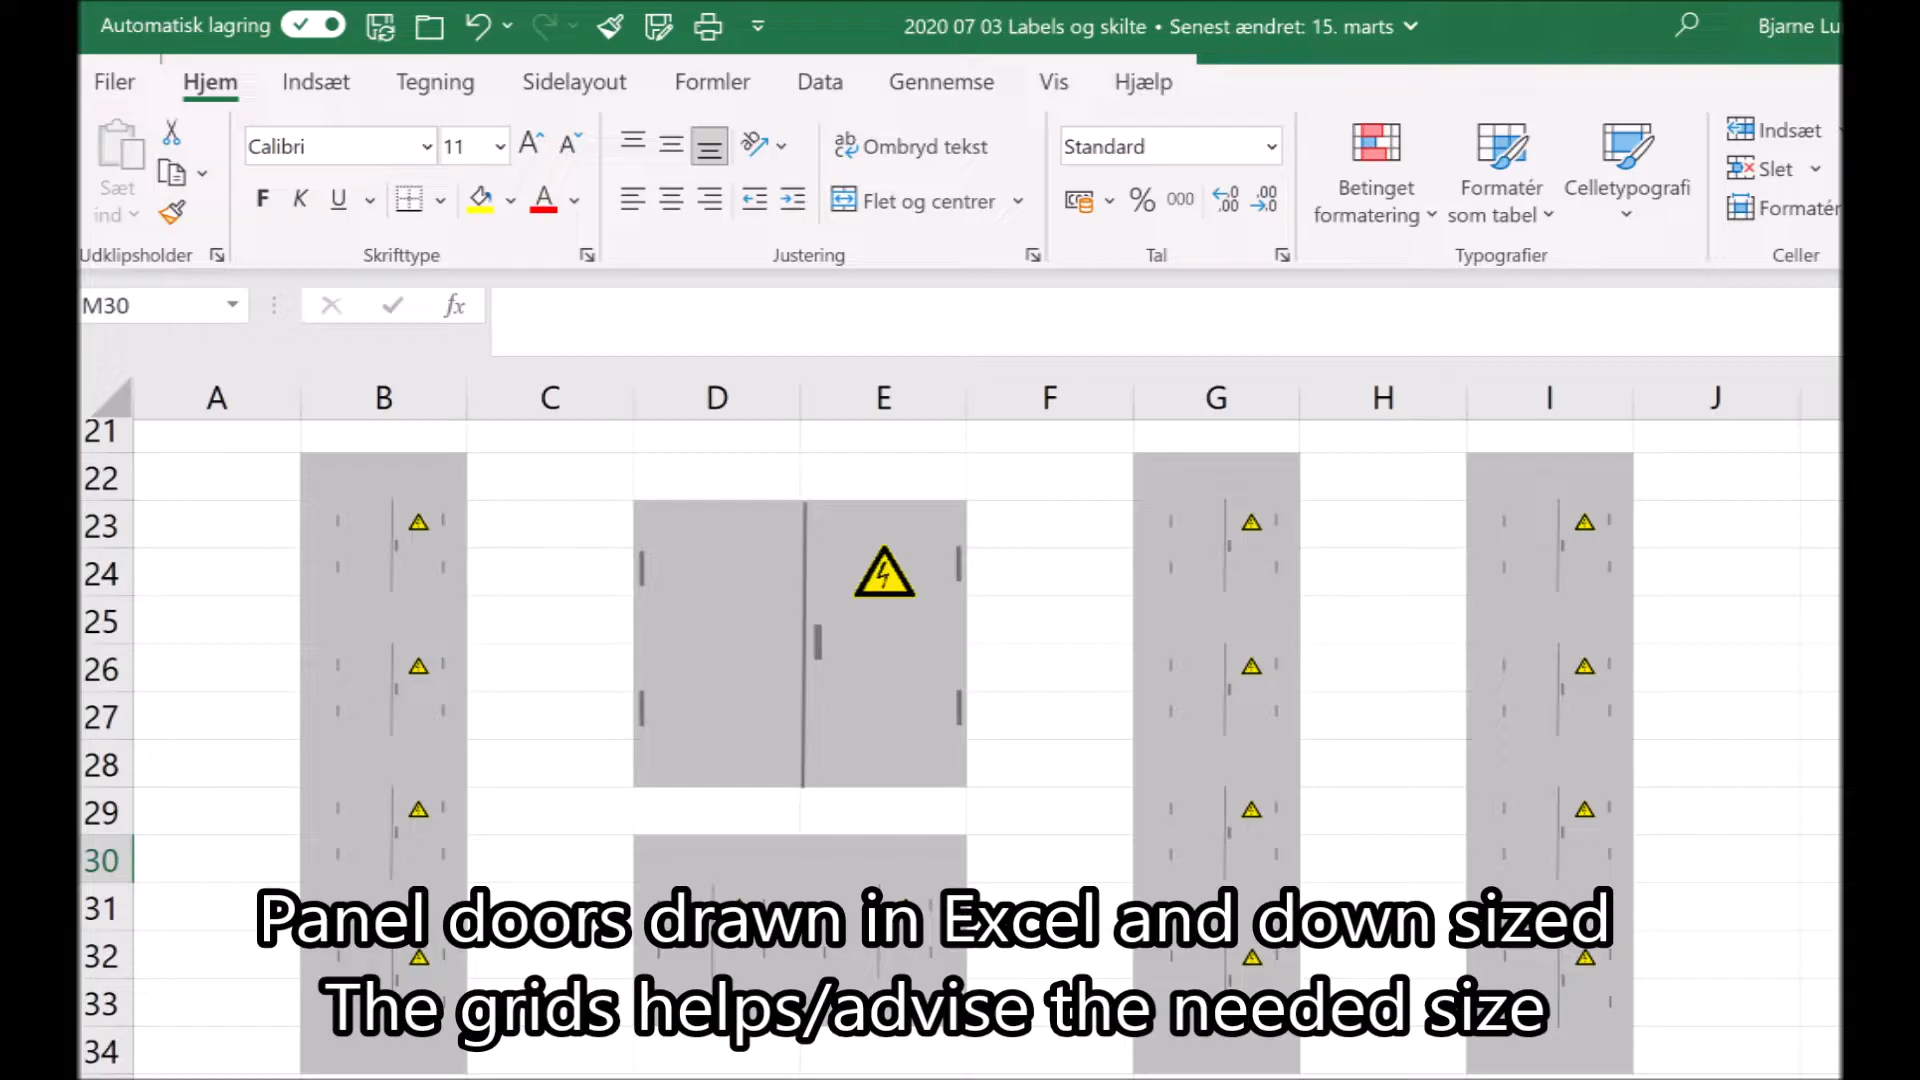 Automatisk lagring
2020 07 03 Labels og skilte • Senest ændret: 15. marts
Bjarne Lu
Filer Hjem Indsæt Tegning Sidelayout Formler Data Gennemse Vis Hjælp
Sæt
ind
Udklipsholder
Calibri 11
F K U A
Skrifttype
Ombryd tekst
Flet og centrer
Justering
Standard
% 000
Tal
Betinget
formatering
Formatér
som tabel
Celletypografi
Typografier
Indsæt
Slet
Formatér
Celler
M30
fx
A B C D E F G H I J
21
22
23
24
25
26
27
28
29
30
31
32
33
34
Panel doors drawn in Excel and down sized
The grids helps/advise the needed size